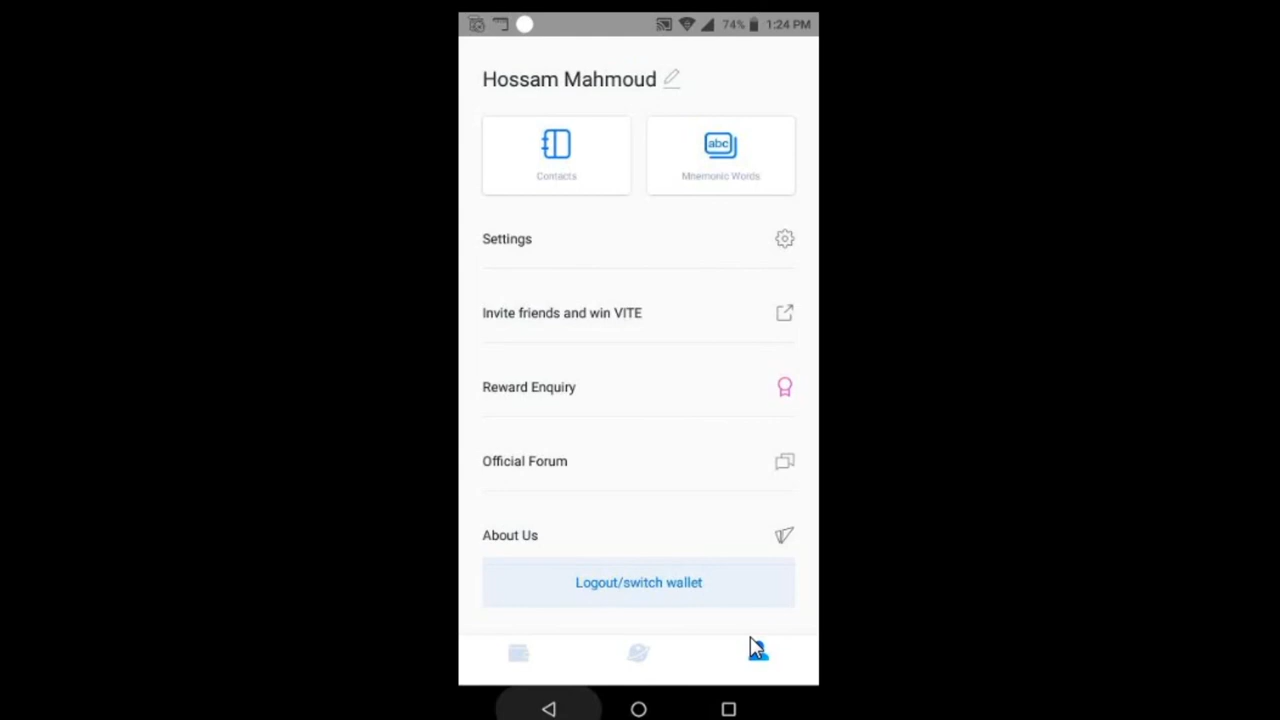 74% 1:24 PM
Hossam Mahmoud
abc
Contacts
Mnemonic Words
Settings
Invite friends and win VITE
Reward Enquiry
Official Forum
About Us
Logout/switch wallet